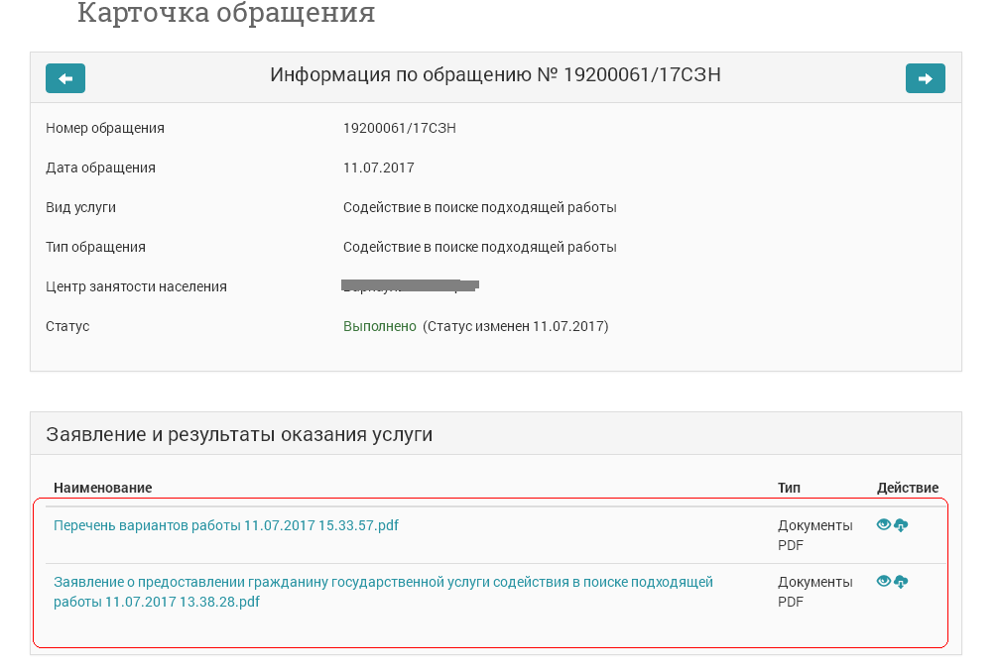 Карточка обращения
Информация по обращению № 19200061/17СЗН
Номер обращения 19200061/17СЗН
Дата обращения 11.07.2017
Вид услуги Содействие в поиске подходящей работы
Тип обращения Содействие в поиске подходящей работы
Центр занятости населения
Статус Выполнено (Статус изменен 11.07.2017)
Заявление и результаты оказания услуги
Наименование Тип Действие
Перечень вариантов работы 11.07.2017 15.33.57.pdf Документы
PDF
Заявление о предоставлении гражданину государственной услуги содействия в поиске подходящей Документы
работы 11.07.2017 13.38.28.pdf PDF